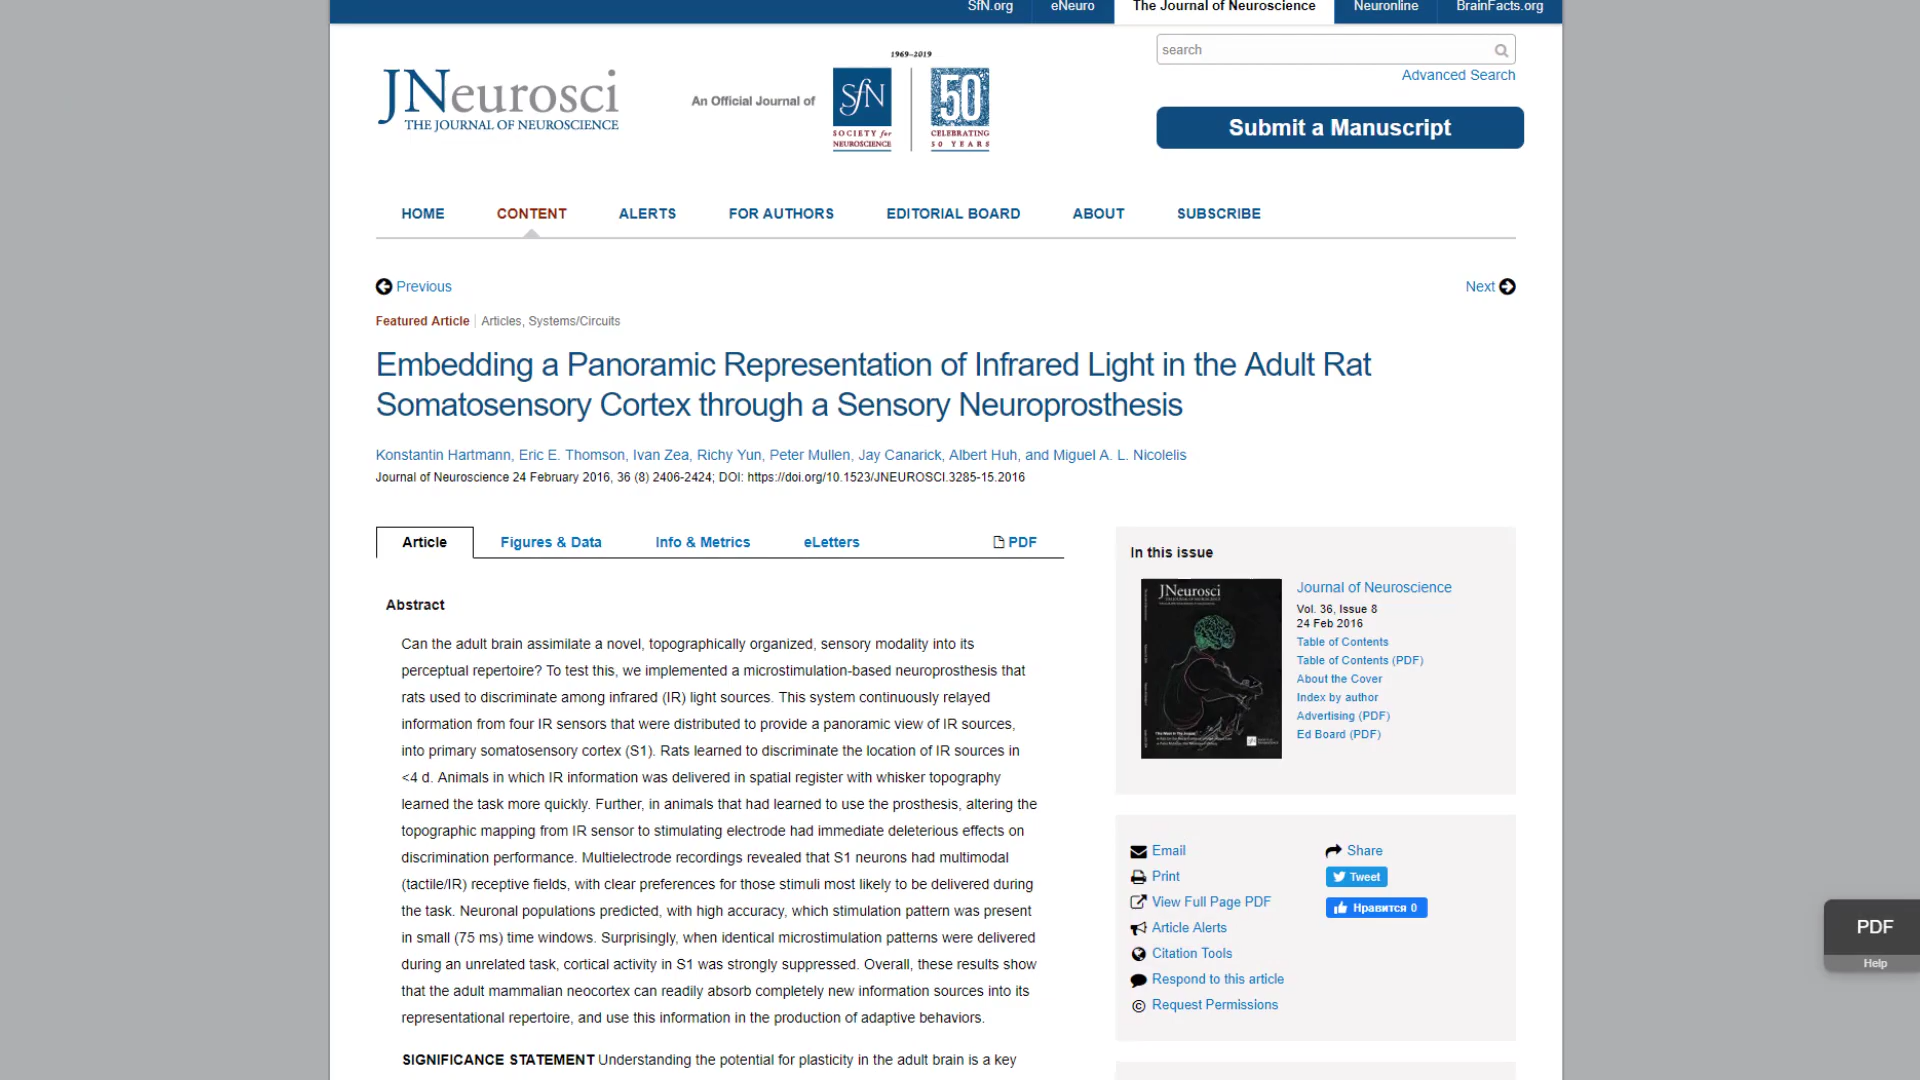 SfN.org eNeuro The Journal of Neuroscience Neuronline BrainFacts.org
search
Advanced Search
Submit a Manuscript
JNeurosci
THE JOURNAL OF NEUROSCIENCE
An Official Journal of
1969–2019
SfN
SOCIETY for
NEUROSCIENCE
50
CELEBRATING
50 YEARS
HOME CONTENT ALERTS FOR AUTHORS EDITORIAL BOARD ABOUT SUBSCRIBE
Previous
Next
Featured Article Articles, Systems/Circuits
Embedding a Panoramic Representation of Infrared Light in the Adult Rat
Somatosensory Cortex through a Sensory Neuroprosthesis
Konstantin Hartmann, Eric E. Thomson, Ivan Zea, Richy Yun, Peter Mullen, Jay Canarick, Albert Huh, and Miguel A. L. Nicolelis
Journal of Neuroscience 24 February 2016, 36 (8) 2406-2424; DOI: https://doi.org/10.1523/JNEUROSCI.3285-15.2016
Article Figures & Data Info & Metrics eLetters PDF
Abstract
Can the adult brain assimilate a novel, topographically organized, sensory modality into its
perceptual repertoire? To test this, we implemented a microstimulation-based neuroprosthesis that
rats used to discriminate among infrared (IR) light sources. This system continuously relayed
information from four IR sensors that were distributed to provide a panoramic view of IR sources,
into primary somatosensory cortex (S1). Rats learned to discriminate the location of IR sources in
<4 d. Animals in which IR information was delivered in spatial register with whisker topography
learned the task more quickly. Further, in animals that had learned to use the prosthesis, altering the
topographic mapping from IR sensor to stimulating electrode had immediate deleterious effects on
discrimination performance. Multielectrode recordings revealed that S1 neurons had multimodal
(tactile/IR) receptive fields, with clear preferences for those stimuli most likely to be delivered during
the task. Neuronal populations predicted, with high accuracy, which stimulation pattern was present
in small (75 ms) time windows. Surprisingly, when identical microstimulation patterns were delivered
during an unrelated task, cortical activity in S1 was strongly suppressed. Overall, these results show
that the adult mammalian neocortex can readily absorb completely new information sources into its
representational repertoire, and use this information in the production of adaptive behaviors.
SIGNIFICANCE STATEMENT Understanding the potential for plasticity in the adult brain is a key
In this issue
JNeurosci
Journal of Neuroscience
Vol. 36, Issue 8
24 Feb 2016
Table of Contents
Table of Contents (PDF)
About the Cover
Index by author
Advertising (PDF)
Ed Board (PDF)
Email
Print
View Full Page PDF
Article Alerts
Citation Tools
Respond to this article
Request Permissions
Share
Tweet
Нравится 0
PDF
Help